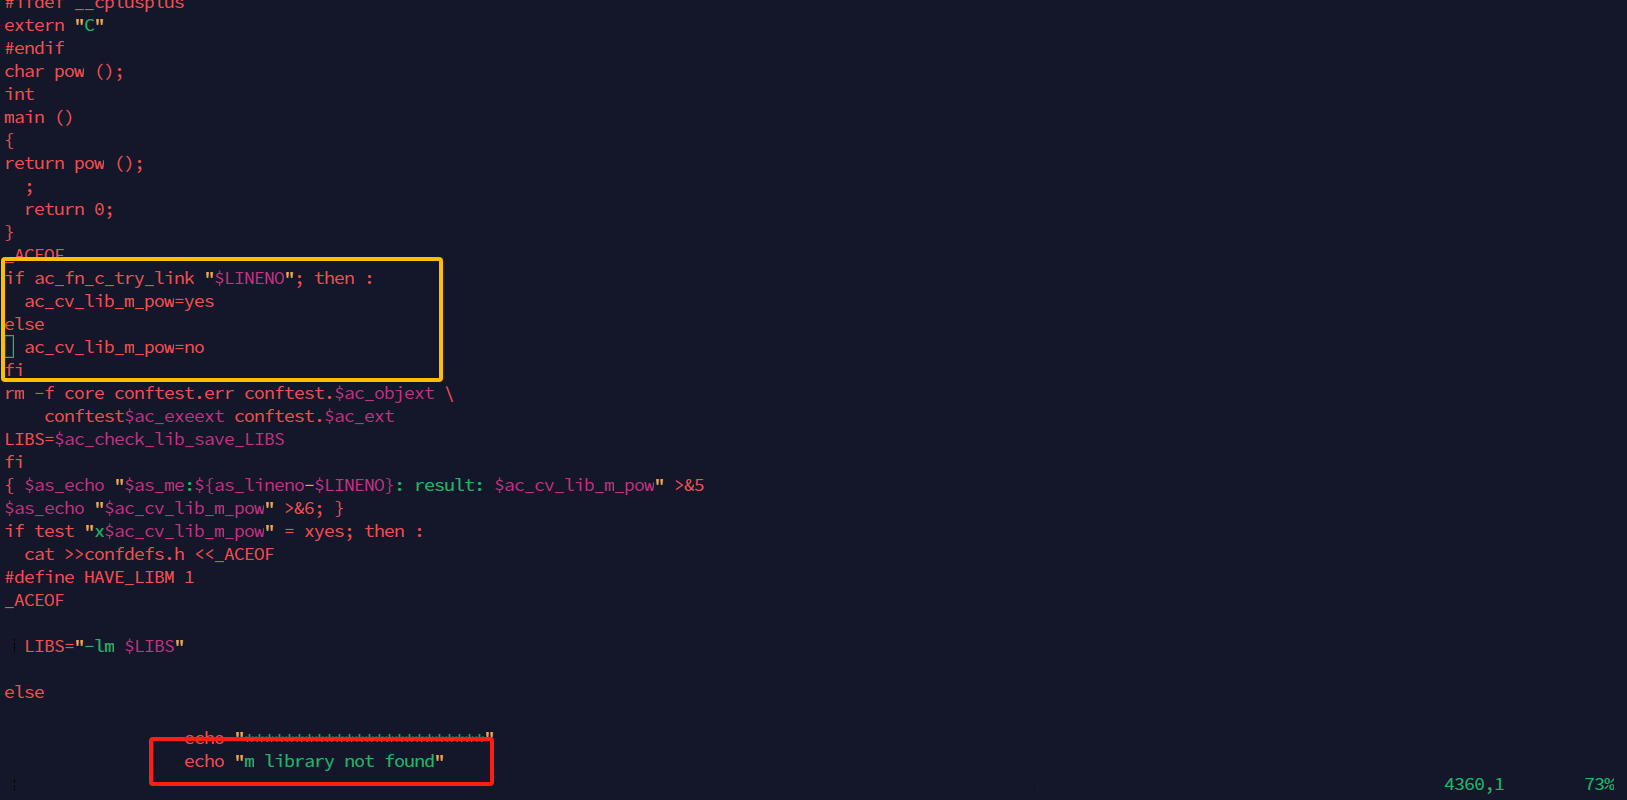 #ifdef __cplusplus
extern "C"
#endif
char pow ();
int
main ()
{
return pow ();
  ;
  return 0;
}
_ACEOF
if ac_fn_c_try_link "$LINENO"; then :
  ac_cv_lib_m_pow=yes
else
  ac_cv_lib_m_pow=no
fi
rm -f core conftest.err conftest.$ac_objext \
    conftest$ac_exeext conftest.$ac_ext
LIBS=$ac_check_lib_save_LIBS
fi
{ $as_echo "$as_me:${as_lineno-$LINENO}: result: $ac_cv_lib_m_pow" >&5
$as_echo "$ac_cv_lib_m_pow" >&6; }
if test "x$ac_cv_lib_m_pow" = xyes; then :
  cat >>confdefs.h <<_ACEOF
#define HAVE_LIBM 1
_ACEOF
  LIBS="-lm $LIBS"
else
echo "************************"
echo "m library not found"
4360,1 73%